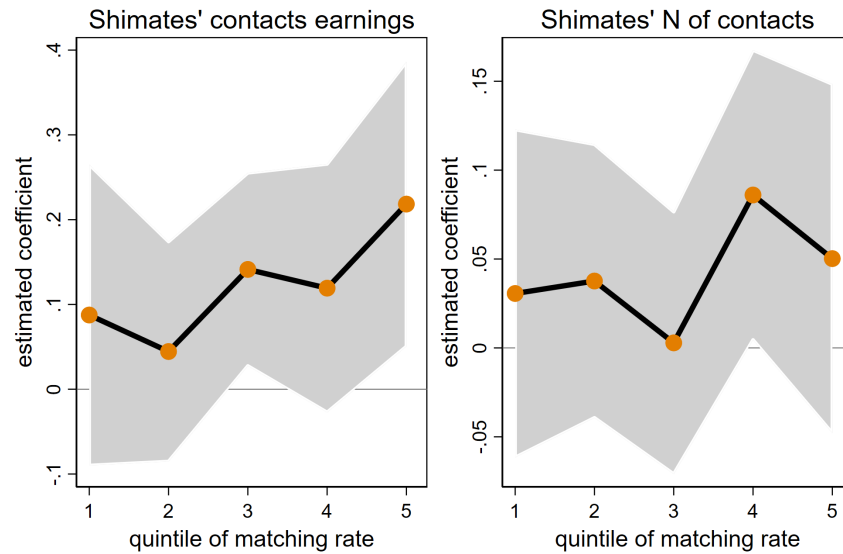 Shimates' contacts earnings
.4
.3
.2
.1
0
-.1
estimated coefficient
1 2 3 4 5
quintile of matching rate
Shimates' N of contacts
.15
.1
.05
0
-.05
estimated coefficient
1 2 3 4 5
quintile of matching rate